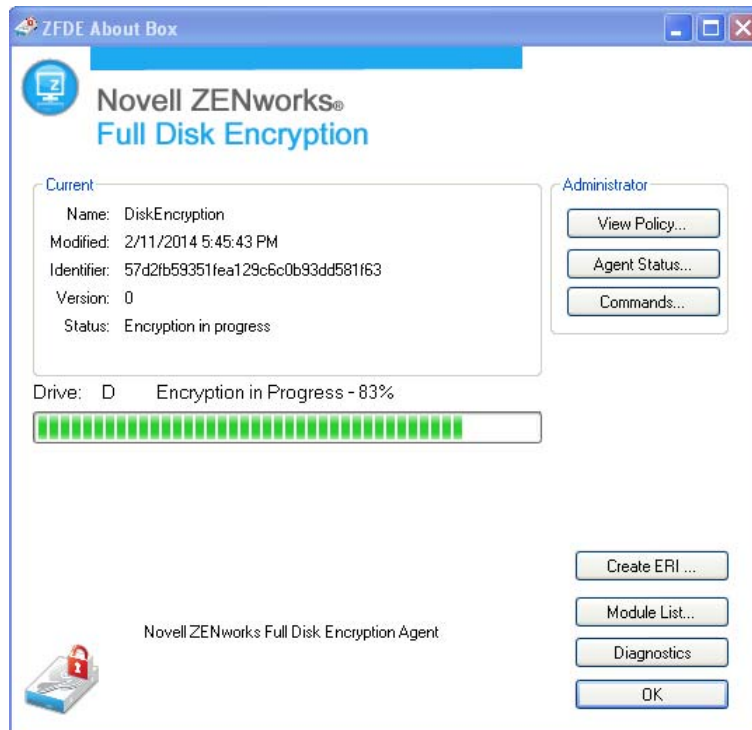 ZFDE About Box
Novell ZENworks®
Full Disk Encryption
Current
Name: DiskEncryption
Modified: 2/11/2014 5:45:43 PM
Identifier: 57d2fb59351fea129c6c0b93dd581f63
Version: 0
Status: Encryption in progress
Administrator
View Policy...
Agent Status...
Commands...
Drive: D Encryption in Progress - 83%
Create ERI ...
Module List...
Novell ZENworks Full Disk Encryption Agent
Diagnostics
OK